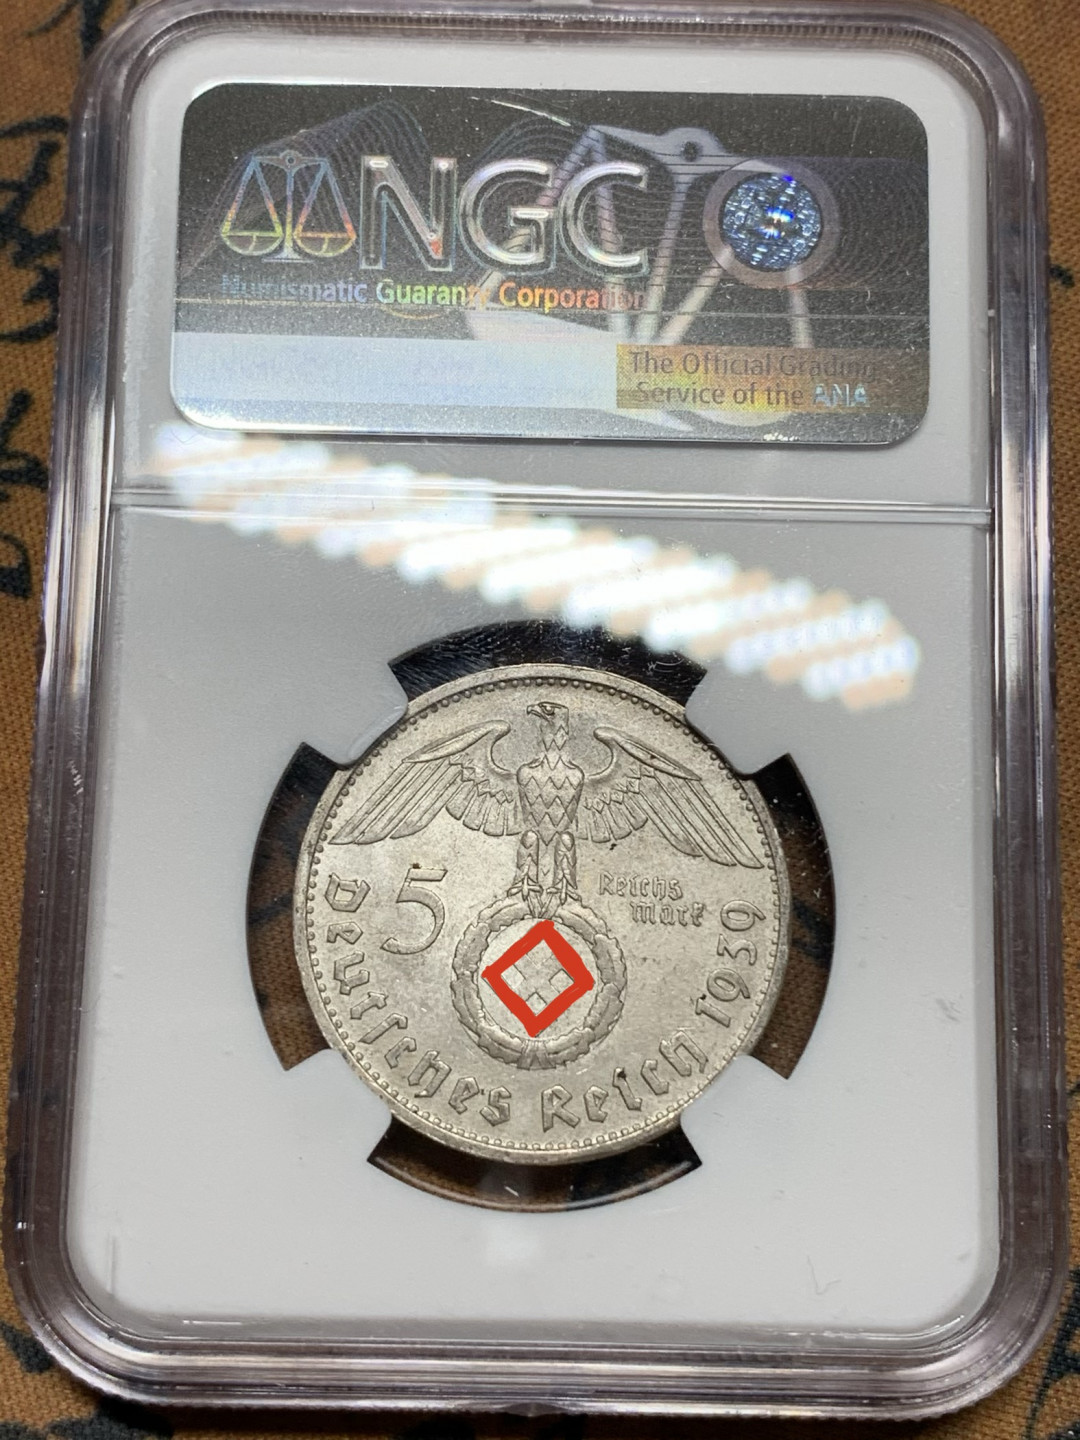 NGC
Numismatic Guaranty Corporation
The Official Grading
Service of the ANA
5
Reichs
mark
Deutsches Reich 1939